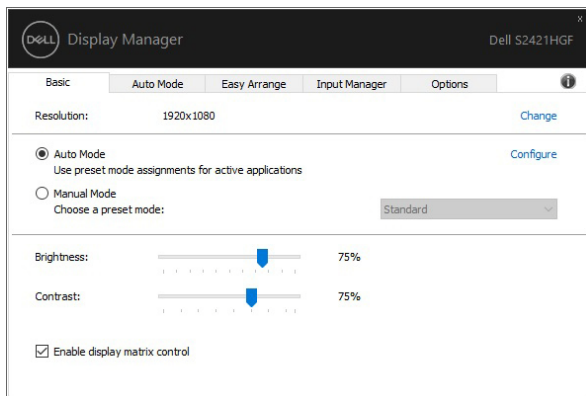 x
DELL Display Manager Dell S2421HGF
Basic Auto Mode Easy Arrange Input Manager Options i
Resolution: 1920x1080 Change
Auto Mode Configure
Use preset mode assignments for active applications
Manual Mode
Choose a preset mode: Standard
Brightness: 75%
Contrast: 75%
Enable display matrix control